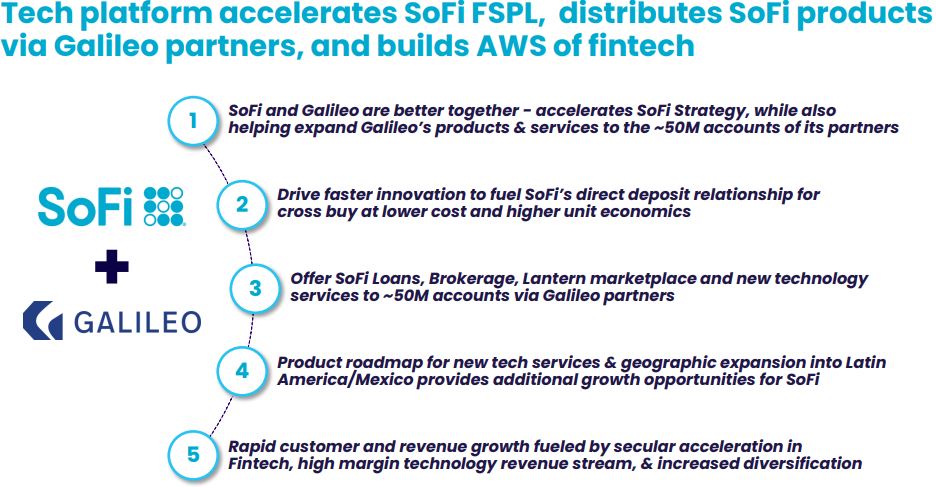 Tech platform accelerates SoFi FSPL, distributes SoFi products
via Galileo partners, and builds AWS of fintech
1
SoFi and Galileo are better together - accelerates SoFi Strategy, while also
helping expand Galileo's products & services to the ~50M accounts of its partners
SoFi
2
Drive faster innovation to fuel SoFi's direct deposit relationship for
cross buy at lower cost and higher unit economics
3
Offer SoFi Loans, Brokerage, Lantern marketplace and new technology
services to ~50M accounts via Galileo partners
GALILEO
4
Product roadmap for new tech services & geographic expansion into Latin
America/Mexico provides additional growth opportunities for SoFi
5
Rapid customer and revenue growth fueled by secular acceleration in
Fintech, high margin technology revenue stream, & increased diversification